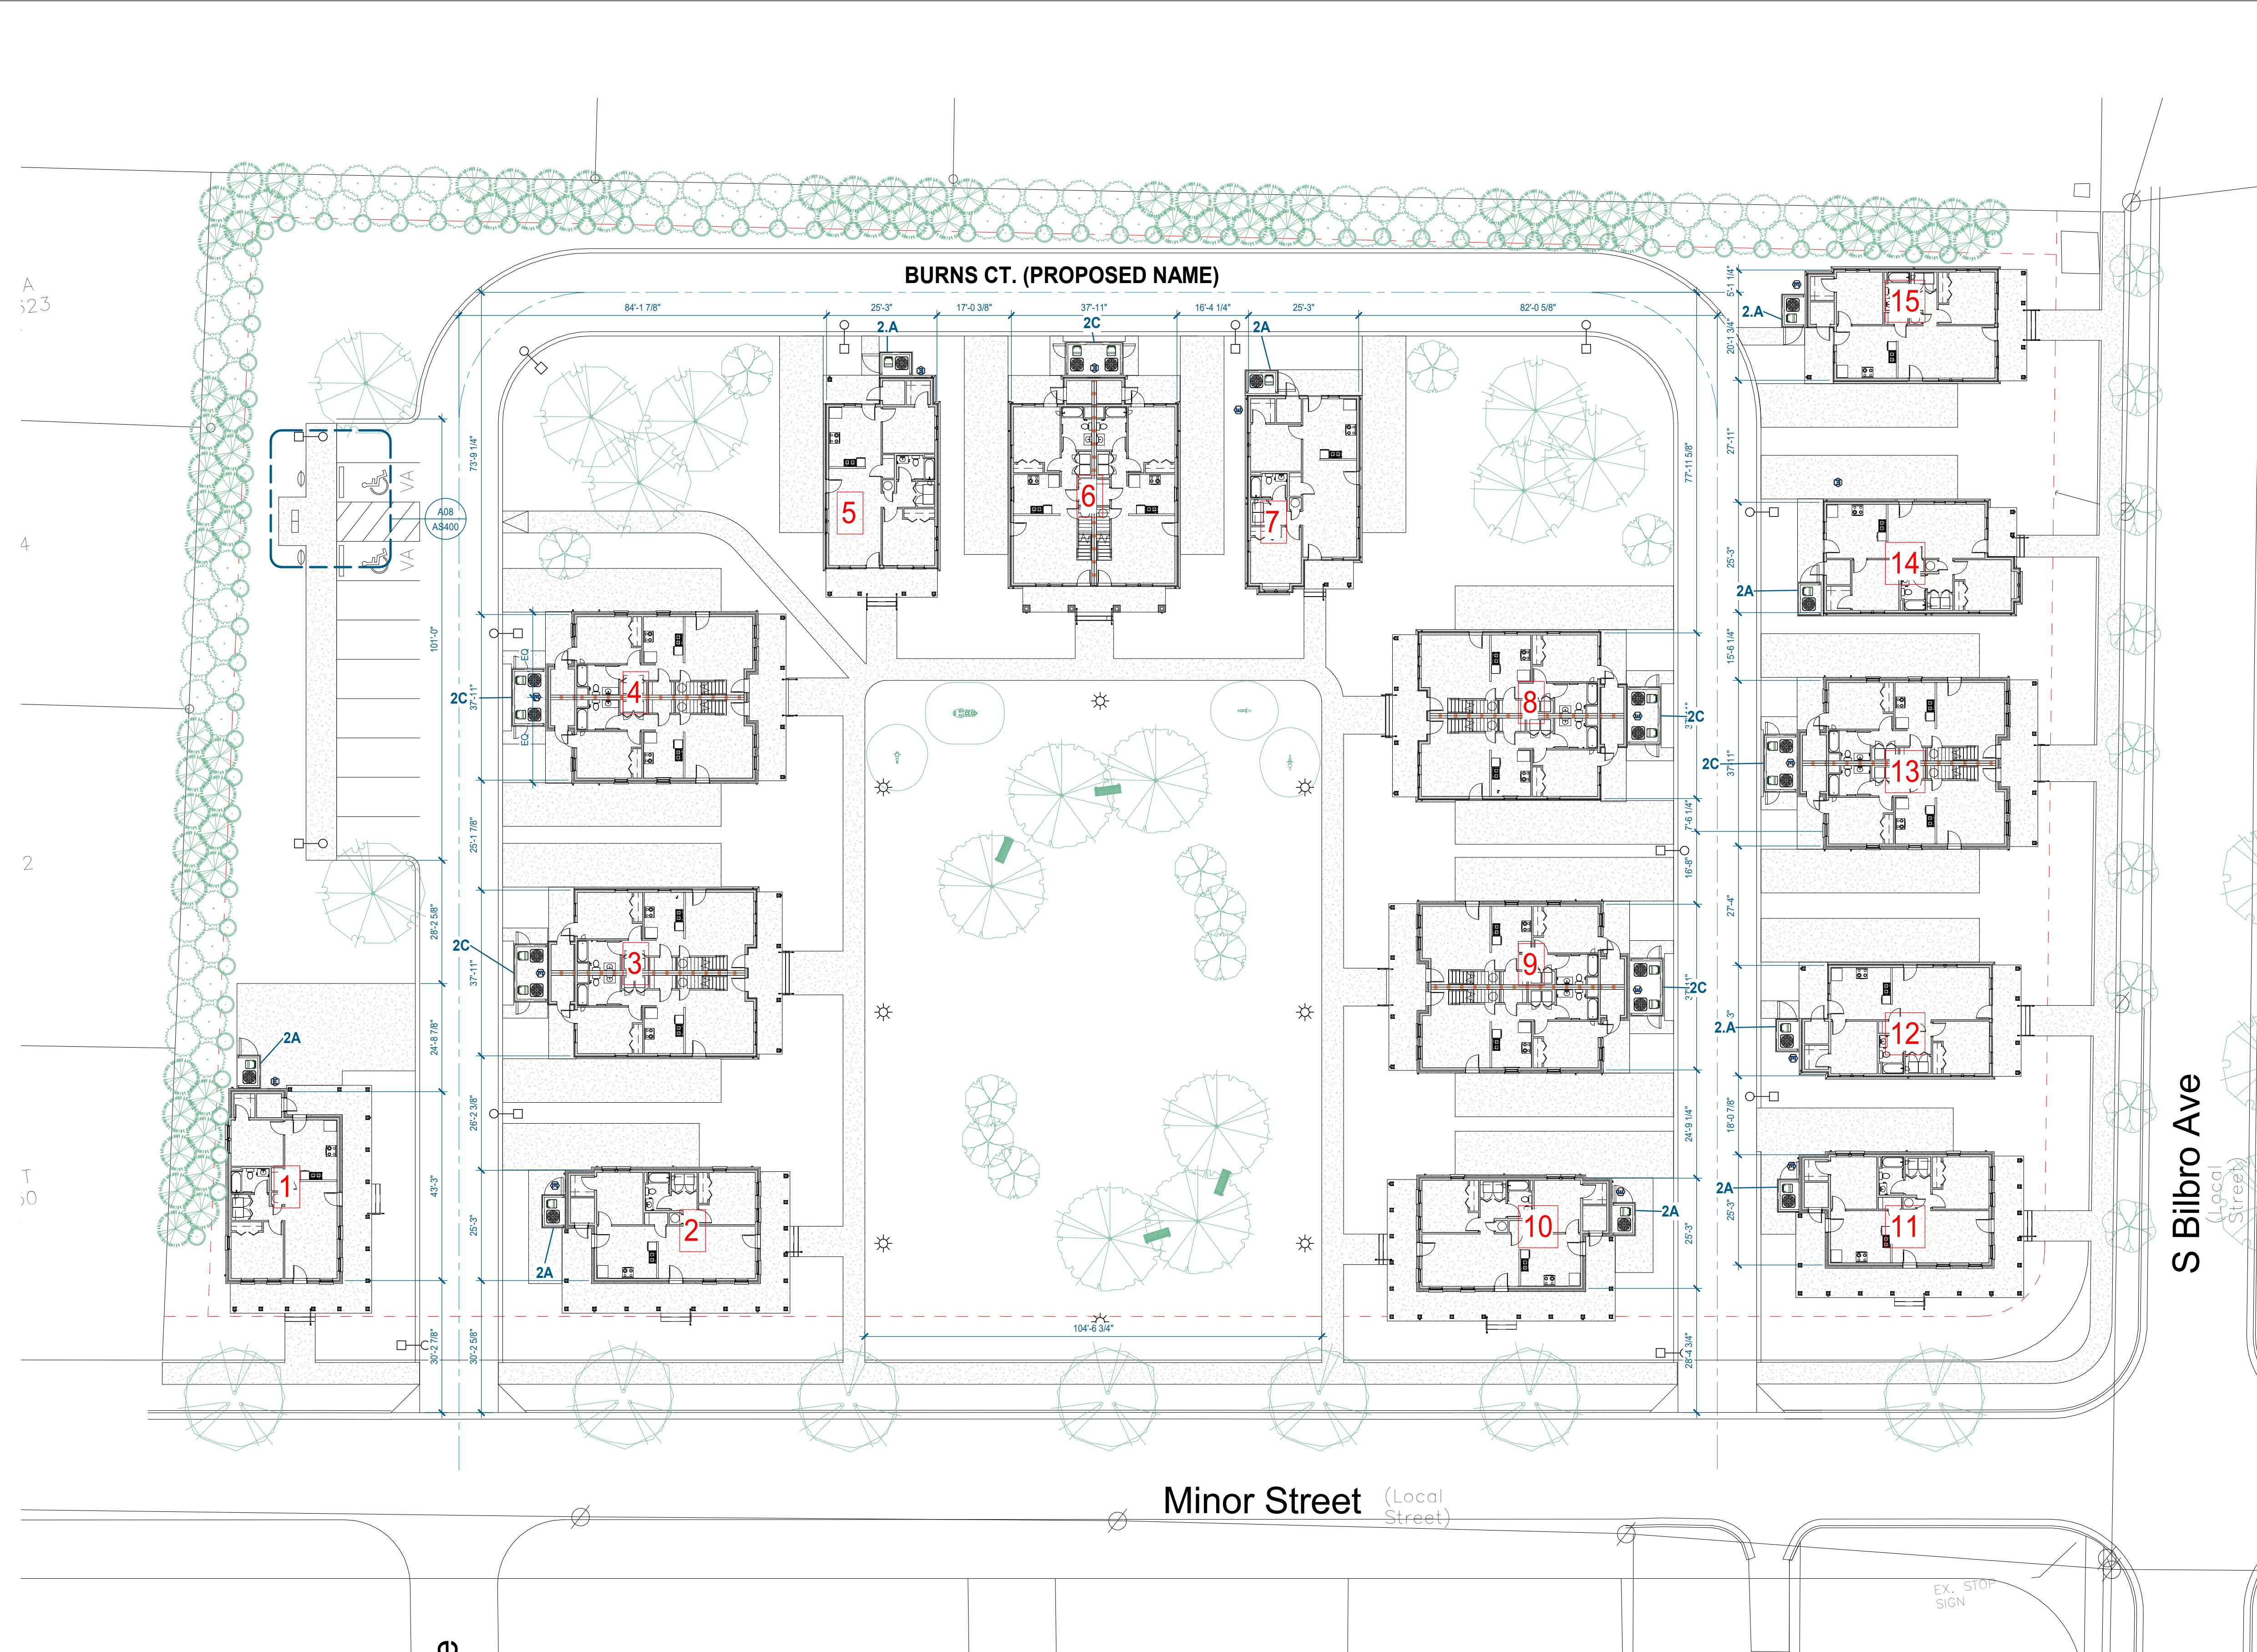 BURNS CT. (PROPOSED NAME)
84'-1 7/8"
25'-3"
17'-0 3/8"
37'-11"
16'-4 1/4"
25'-3"
82'-0 5/8"
2.A
2C
2A
5'-1 1/4"
20'-1 3/4"
2.A
15
A
523
73'-9 1/4"
77'-11 5/8"
27'-11"
VA
A08
AS400
VA
5
6
7
4
101'-0"
25'-3"
14
2A
15'-6 1/4"
EQ
4
2C
37'-11"
EQ
8
2C
2C
37'-11"
13
7'-6 1/4"
25'-1 7/8"
2
16'-8"
27'-4"
28'-2 5/8"
2C
37'-11"
3
9
2C
2.A
12
24'-8 7/8"
2A
26'-2 3/8"
24'-9 1/4"
18'-0 7/8"
T
1
43'-3"
25'-3"
2
2A
10
2A
25'-3"
2A
25'-3"
11
S Bilbro Ave
(Local
Street)
30'-2 7/8"
30'-2 5/8"
104'-6 3/4"
28'-4 3/4"
Minor Street
(Local
Street)
EX. STOP
SIGN
e